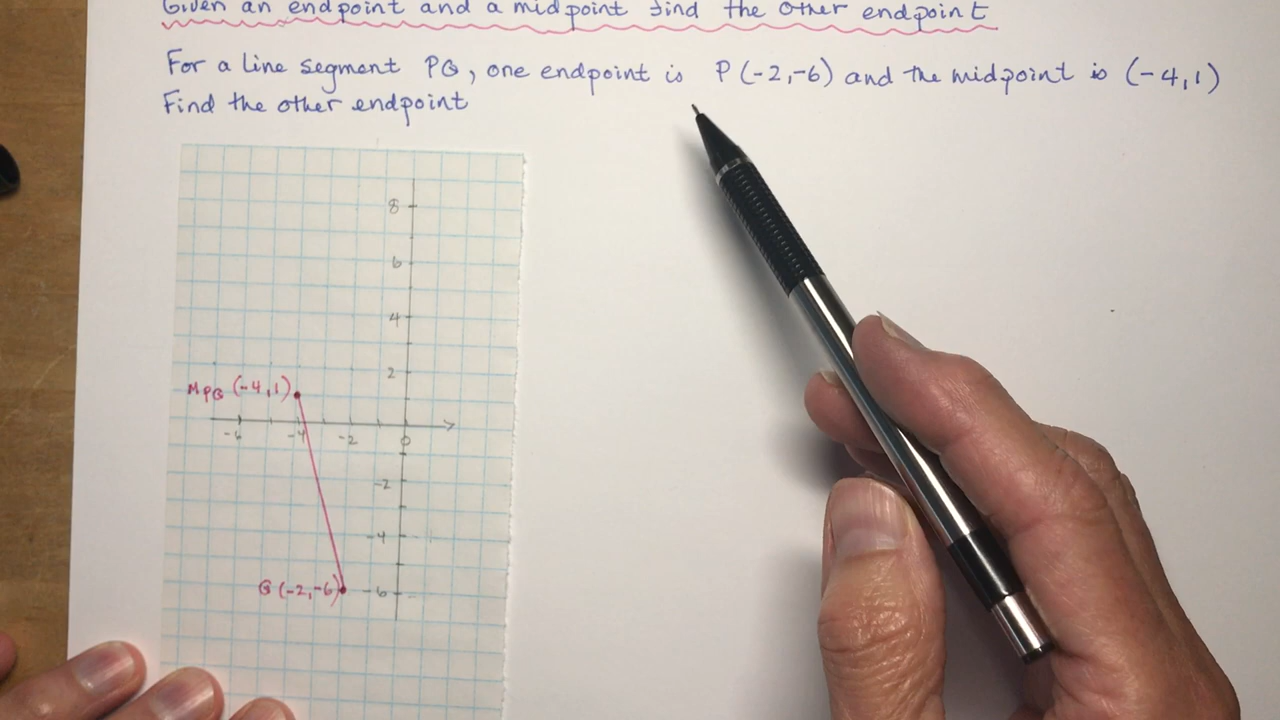 Given an endpoint and a midpoint find the other endpoint
For a line segment PQ, one endpoint is P(-2,-6) and the midpoint is (-4,1)
Find the other endpoint
8
6
4
2
MPQ (-4,1)
-6 -4 -2 0
-2
-4
Q(-2,-6) -6